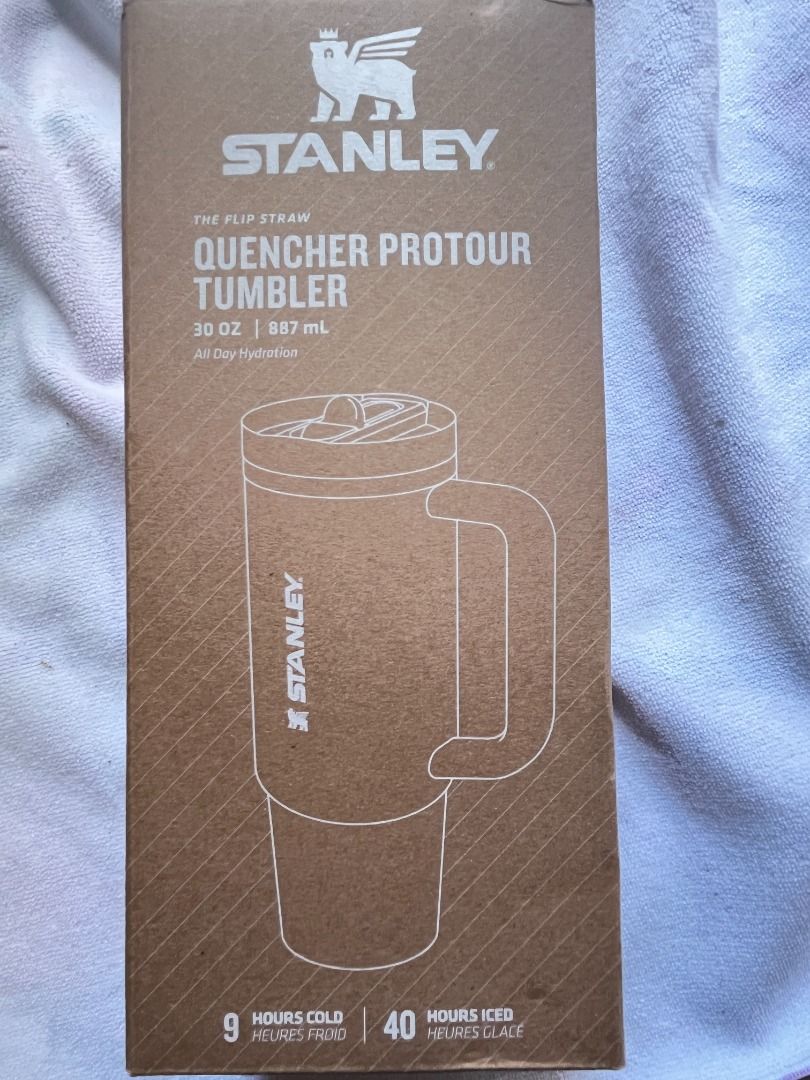 STANLEY®
THE FLIP STRAW
QUENCHER PROTOUR
TUMBLER
30 OZ | 887 mL
All Day Hydration
STANLEY
9 HOURS COLD
HEURES FROID
40 HOURS ICED
HEURES GLACÉ